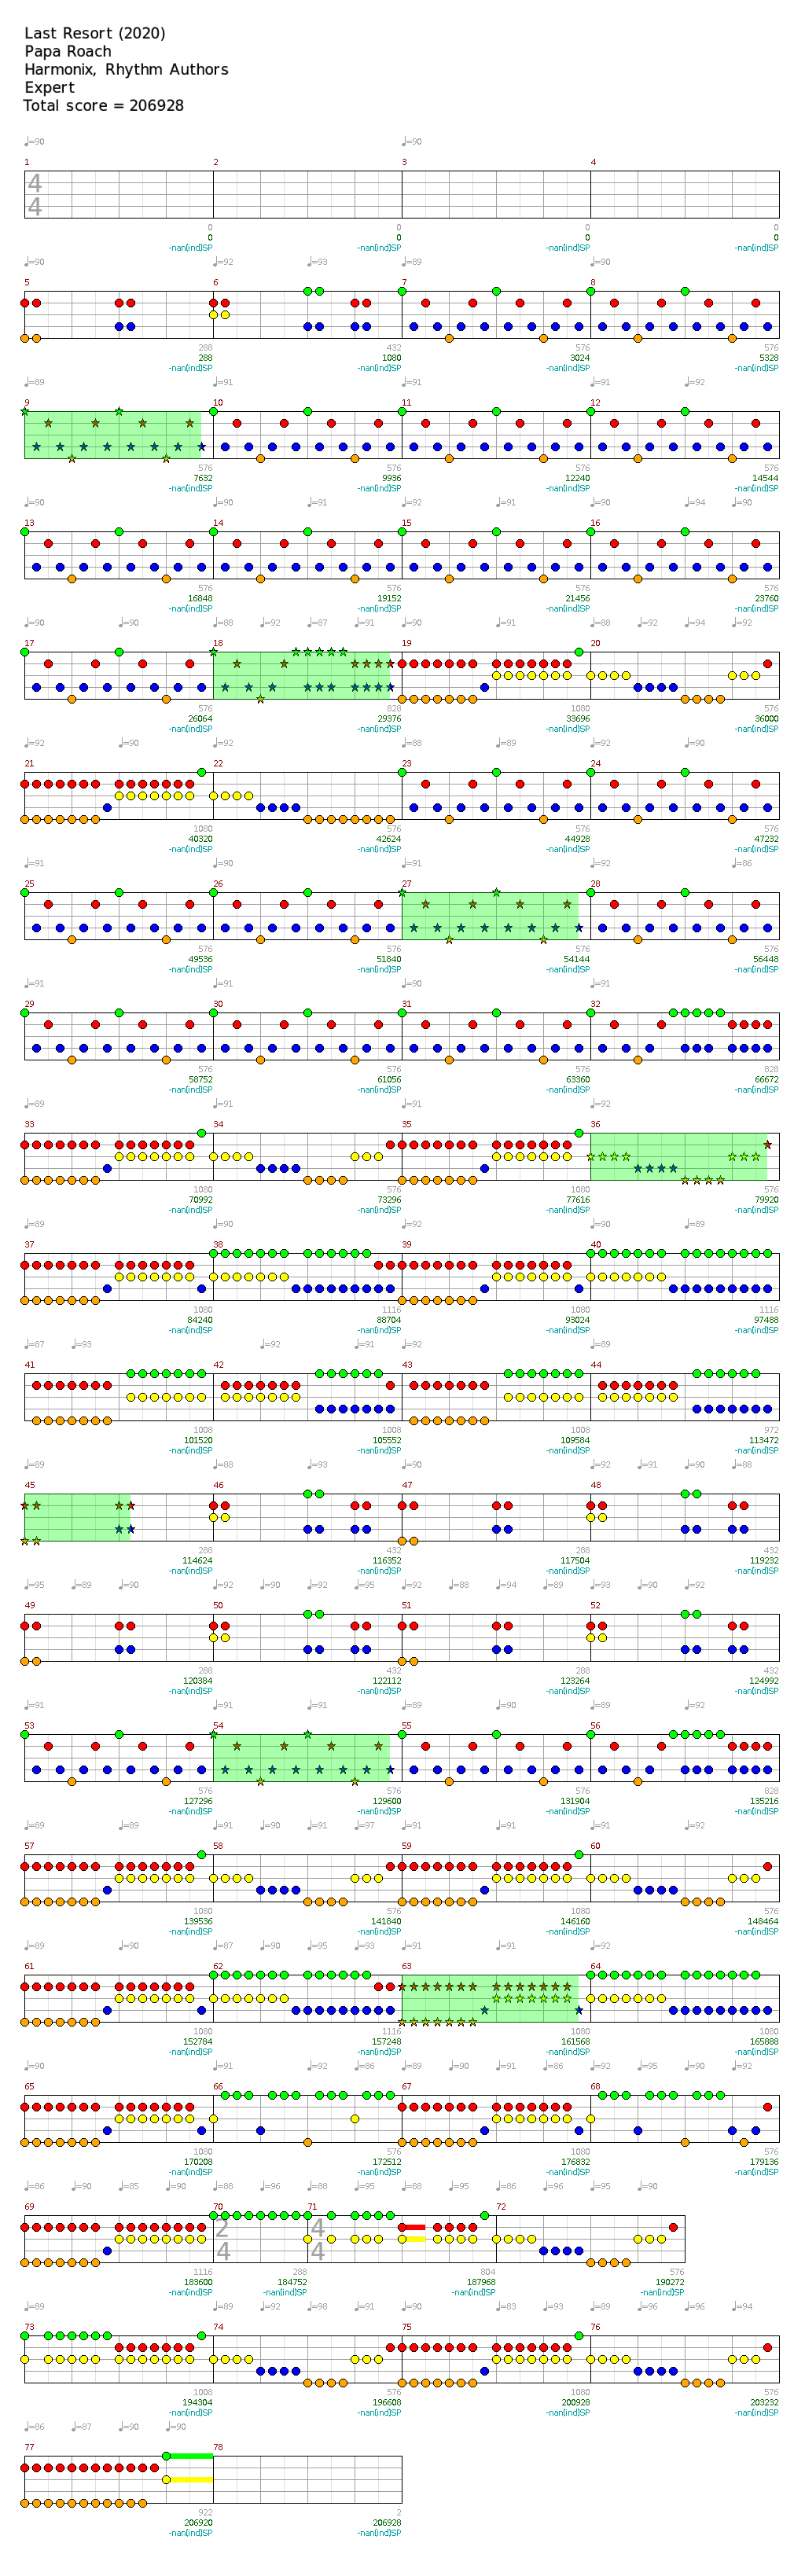 Last Resort (2020)
Papa Roach
Harmonix, Rhythm Authors
Expert
Total score = 206928
♩=90 ♩=90
1 2 3 4
4
4
0 0 0 0
0 0 0 0
-nan(ind)SP -nan(ind)SP -nan(ind)SP -nan(ind)SP
♩=90 ♩=92 ♩=93 ♩=89 ♩=90
5 6 7 8
288 432 576 576
288 1080 3024 5328
-nan(ind)SP -nan(ind)SP -nan(ind)SP -nan(ind)SP
♩=89 ♩=91 ♩=91 ♩=92
9 10 11 12
576 576 576 576
7632 9936 12240 14544
-nan(ind)SP -nan(ind)SP -nan(ind)SP -nan(ind)SP
♩=90 ♩=90 ♩=91 ♩=92 ♩=91 ♩=90 ♩=94 ♩=90
13 14 15 16
576 576 576 576
16848 19152 21456 23760
-nan(ind)SP -nan(ind)SP -nan(ind)SP -nan(ind)SP
♩=90 ♩=90 ♩=88 ♩=92 ♩=87 ♩=91 ♩=90 ♩=91 ♩=88 ♩=92 ♩=94 ♩=92
17 18 19 20
576 828 1080 576
26064 29376 33696 36000
-nan(ind)SP -nan(ind)SP -nan(ind)SP -nan(ind)SP
♩=92 ♩=90 ♩=92 ♩=88 ♩=89 ♩=92 ♩=90
21 22 23 24
1080 576 576 576
40320 42624 44928 47232
-nan(ind)SP -nan(ind)SP -nan(ind)SP -nan(ind)SP
♩=91 ♩=90 ♩=91 ♩=92 ♩=86
25 26 27 28
576 576 576 576
49536 51840 54144 56448
-nan(ind)SP -nan(ind)SP -nan(ind)SP -nan(ind)SP
♩=91 ♩=91 ♩=90 ♩=91
29 30 31 32
576 576 576 828
58752 61056 63360 66672
-nan(ind)SP -nan(ind)SP -nan(ind)SP -nan(ind)SP
♩=89 ♩=91 ♩=91 ♩=92
33 34 35 36
1080 576 1080 576
70992 73296 77616 79920
-nan(ind)SP -nan(ind)SP -nan(ind)SP -nan(ind)SP
♩=89 ♩=90 ♩=91 ♩=90 ♩=89
37 38 39 40
1080 1116 1080 1116
84240 88704 93024 97488
-nan(ind)SP -nan(ind)SP -nan(ind)SP -nan(ind)SP
♩=87 ♩=93 ♩=92 ♩=91 ♩=92 ♩=89
41 42 43 44
1008 1008 1008 972
101520 105552 109584 113472
-nan(ind)SP -nan(ind)SP -nan(ind)SP -nan(ind)SP
♩=89 ♩=88 ♩=93 ♩=90 ♩=92 ♩=91 ♩=90 ♩=88
45 46 47 48
288 432 288 432
114624 116352 117504 119232
-nan(ind)SP -nan(ind)SP -nan(ind)SP -nan(ind)SP
♩=95 ♩=89 ♩=90 ♩=92 ♩=90 ♩=92 ♩=95 ♩=92 ♩=88 ♩=94 ♩=89 ♩=93 ♩=90 ♩=92
49 50 51 52
288 432 288 432
120384 122112 123264 124992
-nan(ind)SP -nan(ind)SP -nan(ind)SP -nan(ind)SP
♩=91 ♩=91 ♩=89 ♩=90 ♩=89 ♩=92
53 54 55 56
576 576 576 828
127296 129600 131904 135216
-nan(ind)SP -nan(ind)SP -nan(ind)SP -nan(ind)SP
♩=89 ♩=89 ♩=91 ♩=90 ♩=97 ♩=91 ♩=91 ♩=91 ♩=92
57 58 59 60
1080 576 1080 576
139536 141840 146160 148464
-nan(ind)SP -nan(ind)SP -nan(ind)SP -nan(ind)SP
♩=89 ♩=90 ♩=87 ♩=90 ♩=95 ♩=93 ♩=91 ♩=92
61 62 63 64
1080 1116 1080 1080
152784 157248 161568 165888
-nan(ind)SP -nan(ind)SP -nan(ind)SP -nan(ind)SP
♩=90 ♩=91 ♩=92 ♩=86 ♩=89 ♩=90 ♩=91 ♩=86 ♩=92 ♩=95 ♩=90 ♩=92
65 66 67 68
1080 576 1080 576
170208 172512 176832 179136
-nan(ind)SP -nan(ind)SP -nan(ind)SP -nan(ind)SP
♩=86 ♩=90 ♩=85 ♩=90 ♩=88 ♩=96 ♩=88 ♩=91 ♩=88 ♩=95 ♩=86 ♩=96 ♩=95 ♩=90
69 70 71 72
2 4
4 4
1116 288 804 576
183600 184752 187968 190272
-nan(ind)SP -nan(ind)SP -nan(ind)SP -nan(ind)SP
♩=89 ♩=90 ♩=89 ♩=92 ♩=98 ♩=91 ♩=90 ♩=83 ♩=93 ♩=90 ♩=96 ♩=96 ♩=94
73 74 75 76
1008 576 1080 576
194304 196608 200928 203232
-nan(ind)SP -nan(ind)SP -nan(ind)SP -nan(ind)SP
♩=86 ♩=87 ♩=90 ♩=90
77 78
922 2
206920 206928
-nan(ind)SP -nan(ind)SP